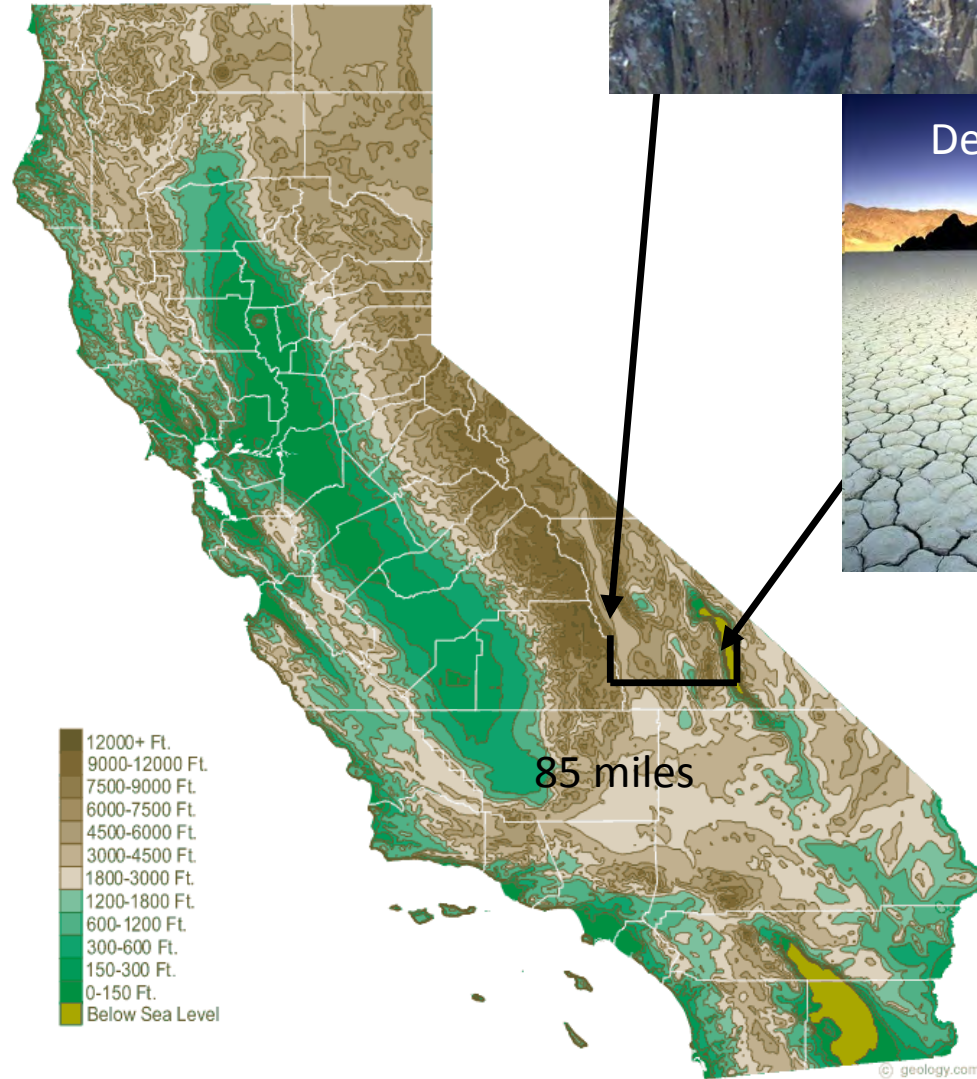 De
85 miles
12000+ Ft.
9000-12000 Ft.
7500-9000 Ft.
6000-7500 Ft.
4500-6000 Ft.
3000-4500 Ft.
1800-3000 Ft.
1200-1800 Ft.
600-1200 Ft.
300-600 Ft.
150-300 Ft.
0-150 Ft.
Below Sea Level
© geology.com